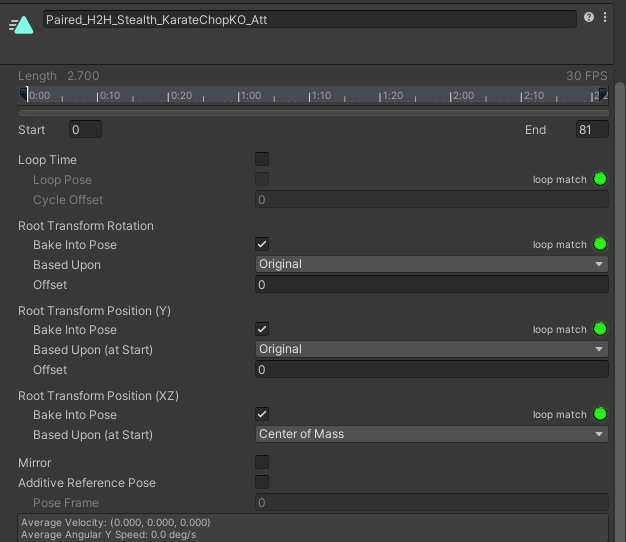 Paired_H2H_Stealth_KarateChopKO_Att
Length 2.700 30 FPS
0:00 0:10 0:20 1:00 1:10 1:20 2:00 2:10
Start 0 End 81
Loop Time
Loop Pose loop match
Cycle Offset 0
Root Transform Rotation
Bake Into Pose loop match
Based Upon Original
Offset 0
Root Transform Position (Y)
Bake Into Pose loop match
Based Upon (at Start) Original
Offset 0
Root Transform Position (XZ)
Bake Into Pose loop match
Based Upon (at Start) Center of Mass
Mirror
Additive Reference Pose
Pose Frame 0
Average Velocity: (0.000, 0.000, 0.000)
Average Angular Y Speed: 0.0 deg/s